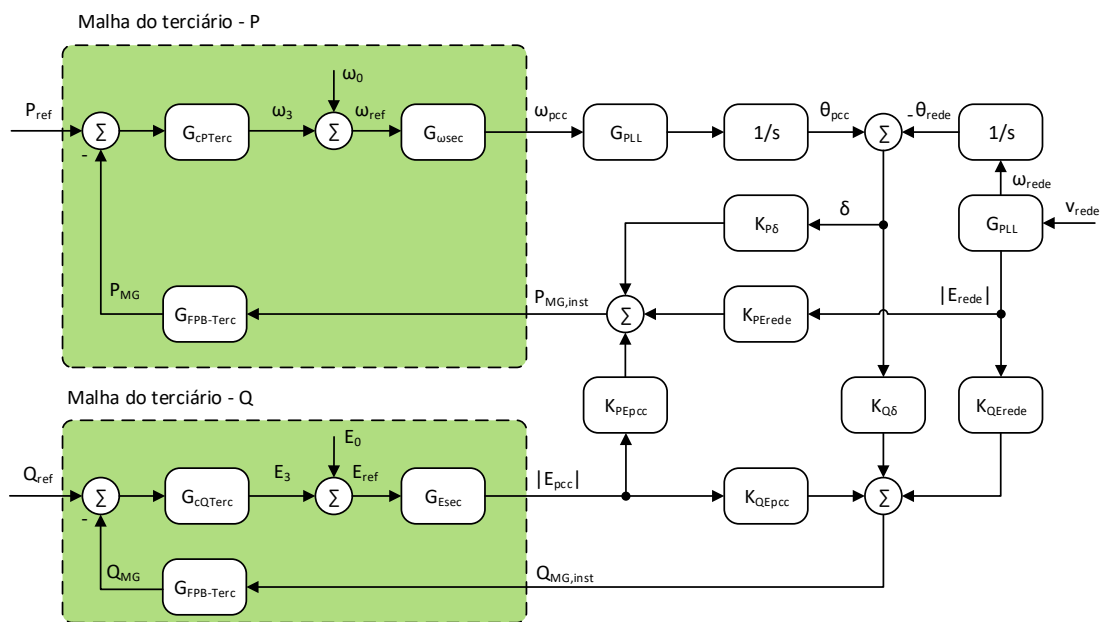 Malha do terciário - P
ω0
Pref
ω3
ωref
ωpcc
θpcc
-θrede
Σ
GcPTerc
Σ
Gωsec
GPLL
1/s
Σ
1/s
-
ωrede
KPδ
δ
GPLL
vrede
PMG
PMG,inst
|Erede|
GFPB-Terc
Σ
KPErede
Malha do terciário - Q
KPEpcc
KQδ
KQErede
E0
Qref
E3
Eref
|Epcc|
Σ
GcQTerc
Σ
GEsec
KQEpcc
Σ
-
QMG
GFPB-Terc
QMG,inst